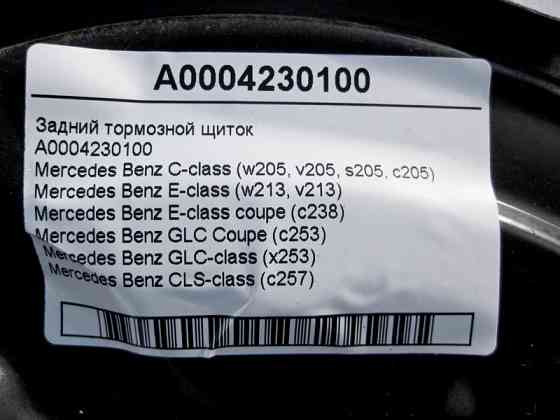 A0004230100
Задний тормозной щиток
A0004230100
Mercedes Benz C-class (w205, v205, s205, c205)
Mercedes Benz E-class (w213, v213)
Mercedes Benz E-class coupe (c238)
Mercedes Benz GLC Coupe (c253)
Mercedes Benz GLC-class (x253)
Mercedes Benz CLS-class (c257)